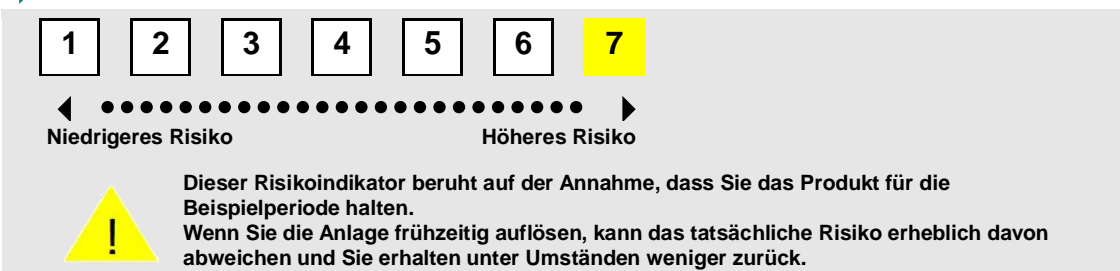 1 2 3 4 5 6 7
Niedrigeres Risiko Höheres Risiko
Dieser Risikoindikator beruht auf der Annahme, dass Sie das Produkt für die
Beispielperiode halten.
! Wenn Sie die Anlage frühzeitig auflösen, kann das tatsächliche Risiko erheblich davon
abweichen und Sie erhalten unter Umständen weniger zurück.